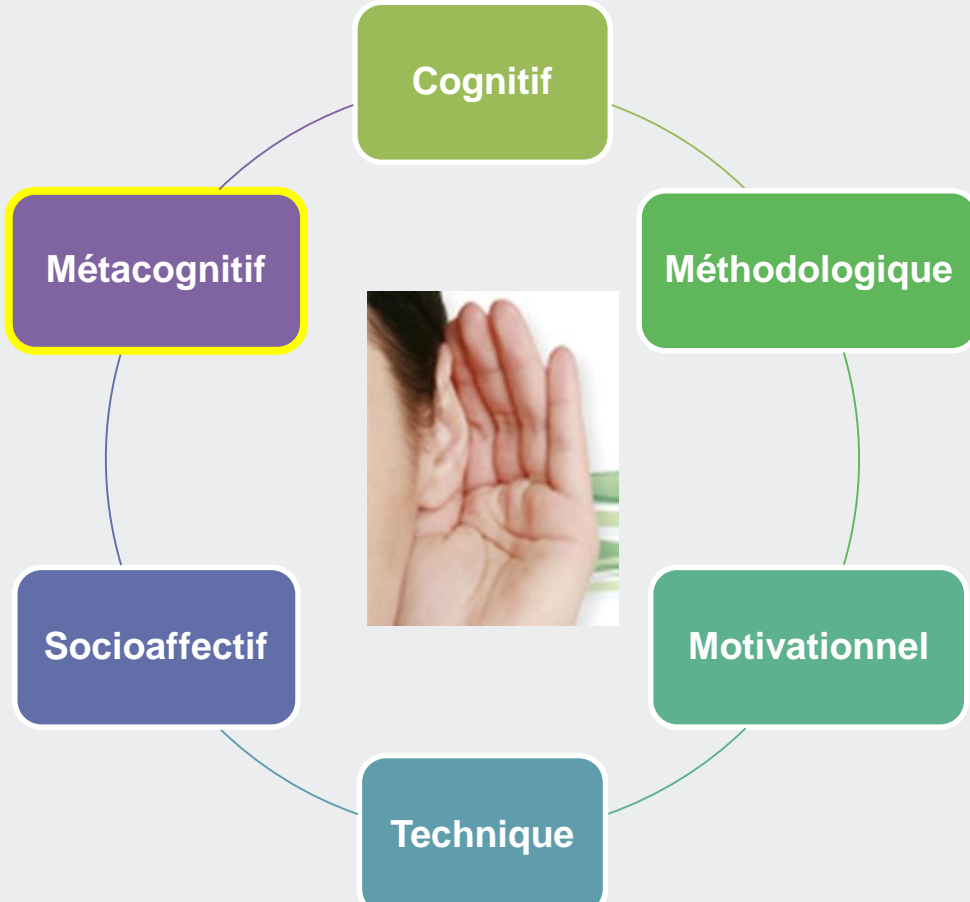 Cognitif
Métacognitif
Méthodologique
Socioaffectif
Motivationnel
Technique